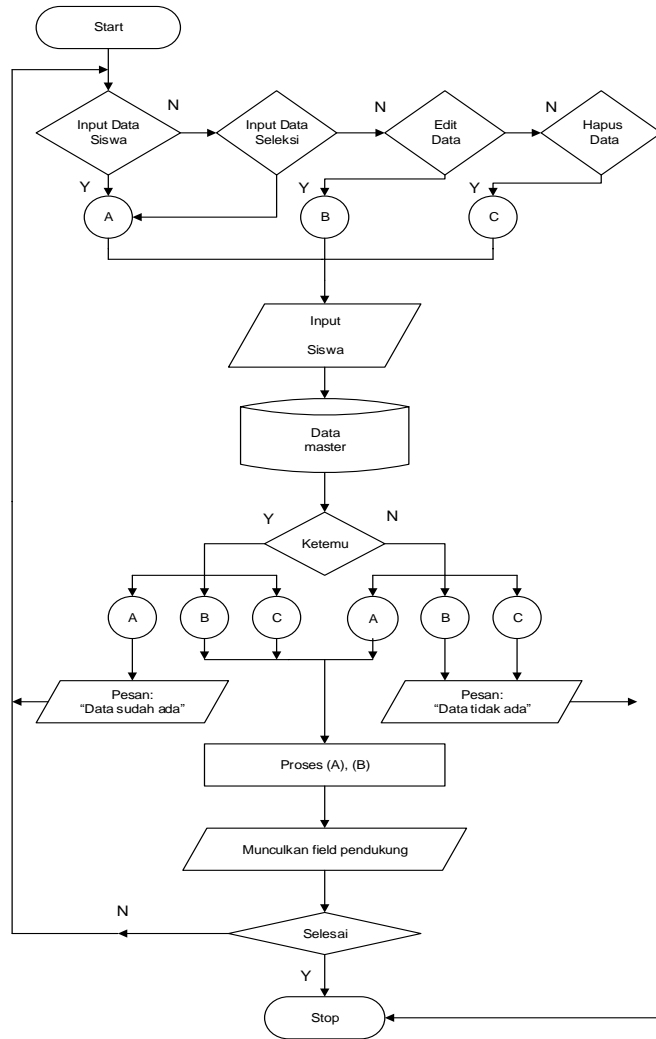 Start
N
N
N
Input Data
Siswa
Input Data
Seleksi
Edit
Data
Hapus
Data
Y
Y
Y
A
B
C
Input
Siswa
Data
master
Y
N
Ketemu
A
B
C
A
B
C
Pesan:
“Data sudah ada”
Pesan:
“Data tidak ada”
Proses (A), (B)
Munculkan field pendukung
N
Selesai
Y
Stop